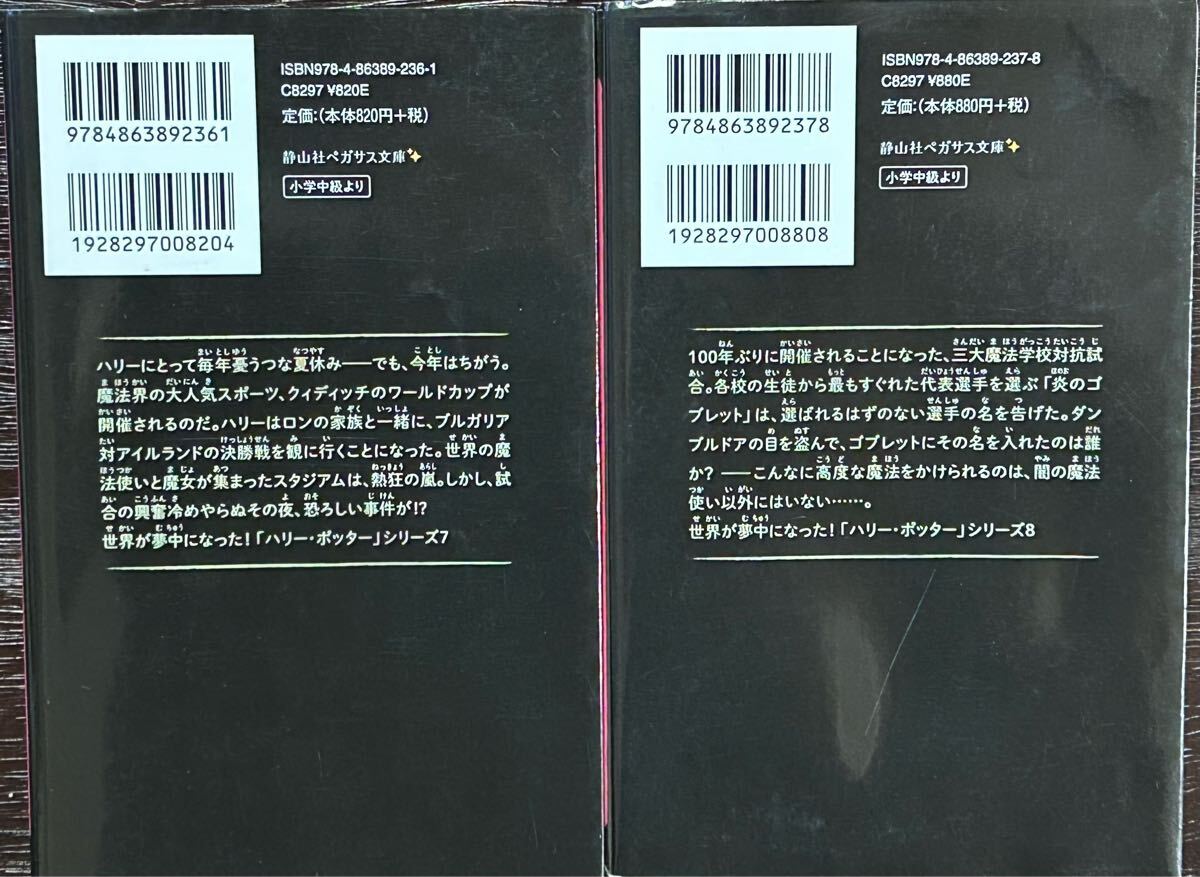 9784863892361
1928297008204
ISBN978-4-86389-236-1
C8297 ¥820E
定価:(本体820円+税)
静山社ペガサス文庫✨
小学中級より
ハリーにとって毎年憂うつな夏休み——でも、今年はちがう。
魔法界の大人気スポーツ、クィディッチのワールドカップが
開催されるのだ。ハリーはロンの家族と一緒に、ブルガリア
対アイルランドの決勝戦を観に行くことになった。世界の魔
法使いと魔女が集まったスタジアムは、熱狂の嵐。しかし、試
合の興奮冷めやらぬその夜、恐ろしい事件が!?
世界が夢中になった!「ハリー・ポッター」シリーズ7
9784863892378
1928297008808
ISBN978-4-86389-237-8
C8297 ¥880E
定価:(本体880円+税)
静山社ペガサス文庫✨
小学中級より
100年ぶりに開催されることになった、三大魔法学校対抗試
合。各校の生徒から最もすぐれた代表選手を選ぶ「炎のゴ
ブレット」は、選ばれるはずのない選手の名を告げた。ダン
ブルドアの目を盗んで、ゴブレットにその名を入れたのは誰
か? ——こんなに高度な魔法をかけられるのは、闇の魔法
使い以外にはいない……。
世界が夢中になった!「ハリー・ポッター」シリーズ8